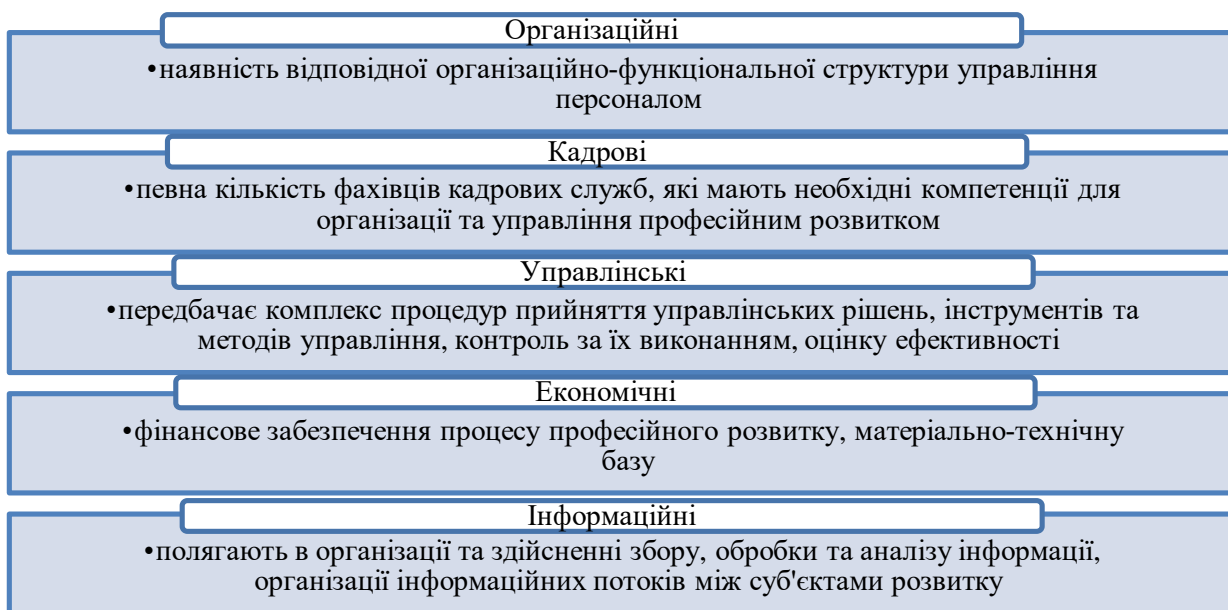 Організаційні
•наявність відповідної організаційно-функціональної структури управління
персоналом
Кадрові
•певна кількість фахівців кадрових служб, які мають необхідні компетенції для
організації та управління професійним розвитком
Управлінські
•передбачає комплекс процедур прийняття управлінських рішень, інструментів та
методів управління, контроль за їх виконанням, оцінку ефективності
Економічні
•фінансове забезпечення процесу професійного розвитку, матеріально-технічну
базу
Інформаційні
•полягають в організації та здійсненні збору, обробки та аналізу інформації,
організації інформаційних потоків між суб'єктами розвитку